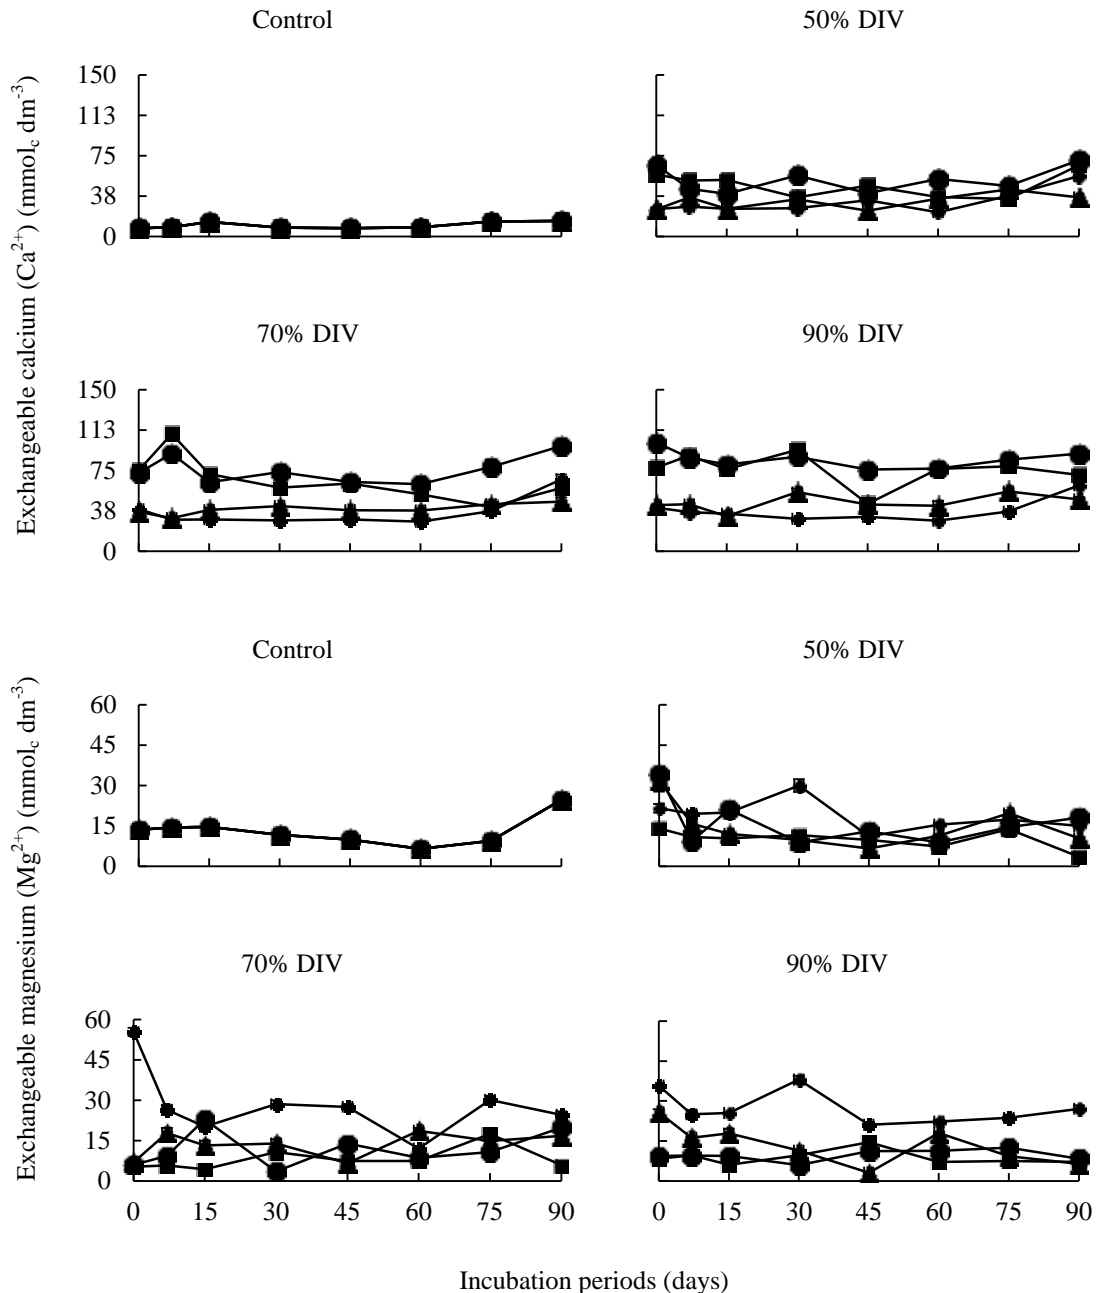 Control
50% DIV
150
113
75
38
0
Exchangeable calcium (Ca2+) (mmolc dm-3)
70% DIV
90% DIV
150
113
75
38
0
Control
50% DIV
60
45
30
15
0
Exchangeable magnesium (Mg2+) (mmolc dm-3)
70% DIV
90% DIV
60
45
30
15
0
0 15 30 45 60 75 90
0 15 30 45 60 75 90
Incubation periods (days)